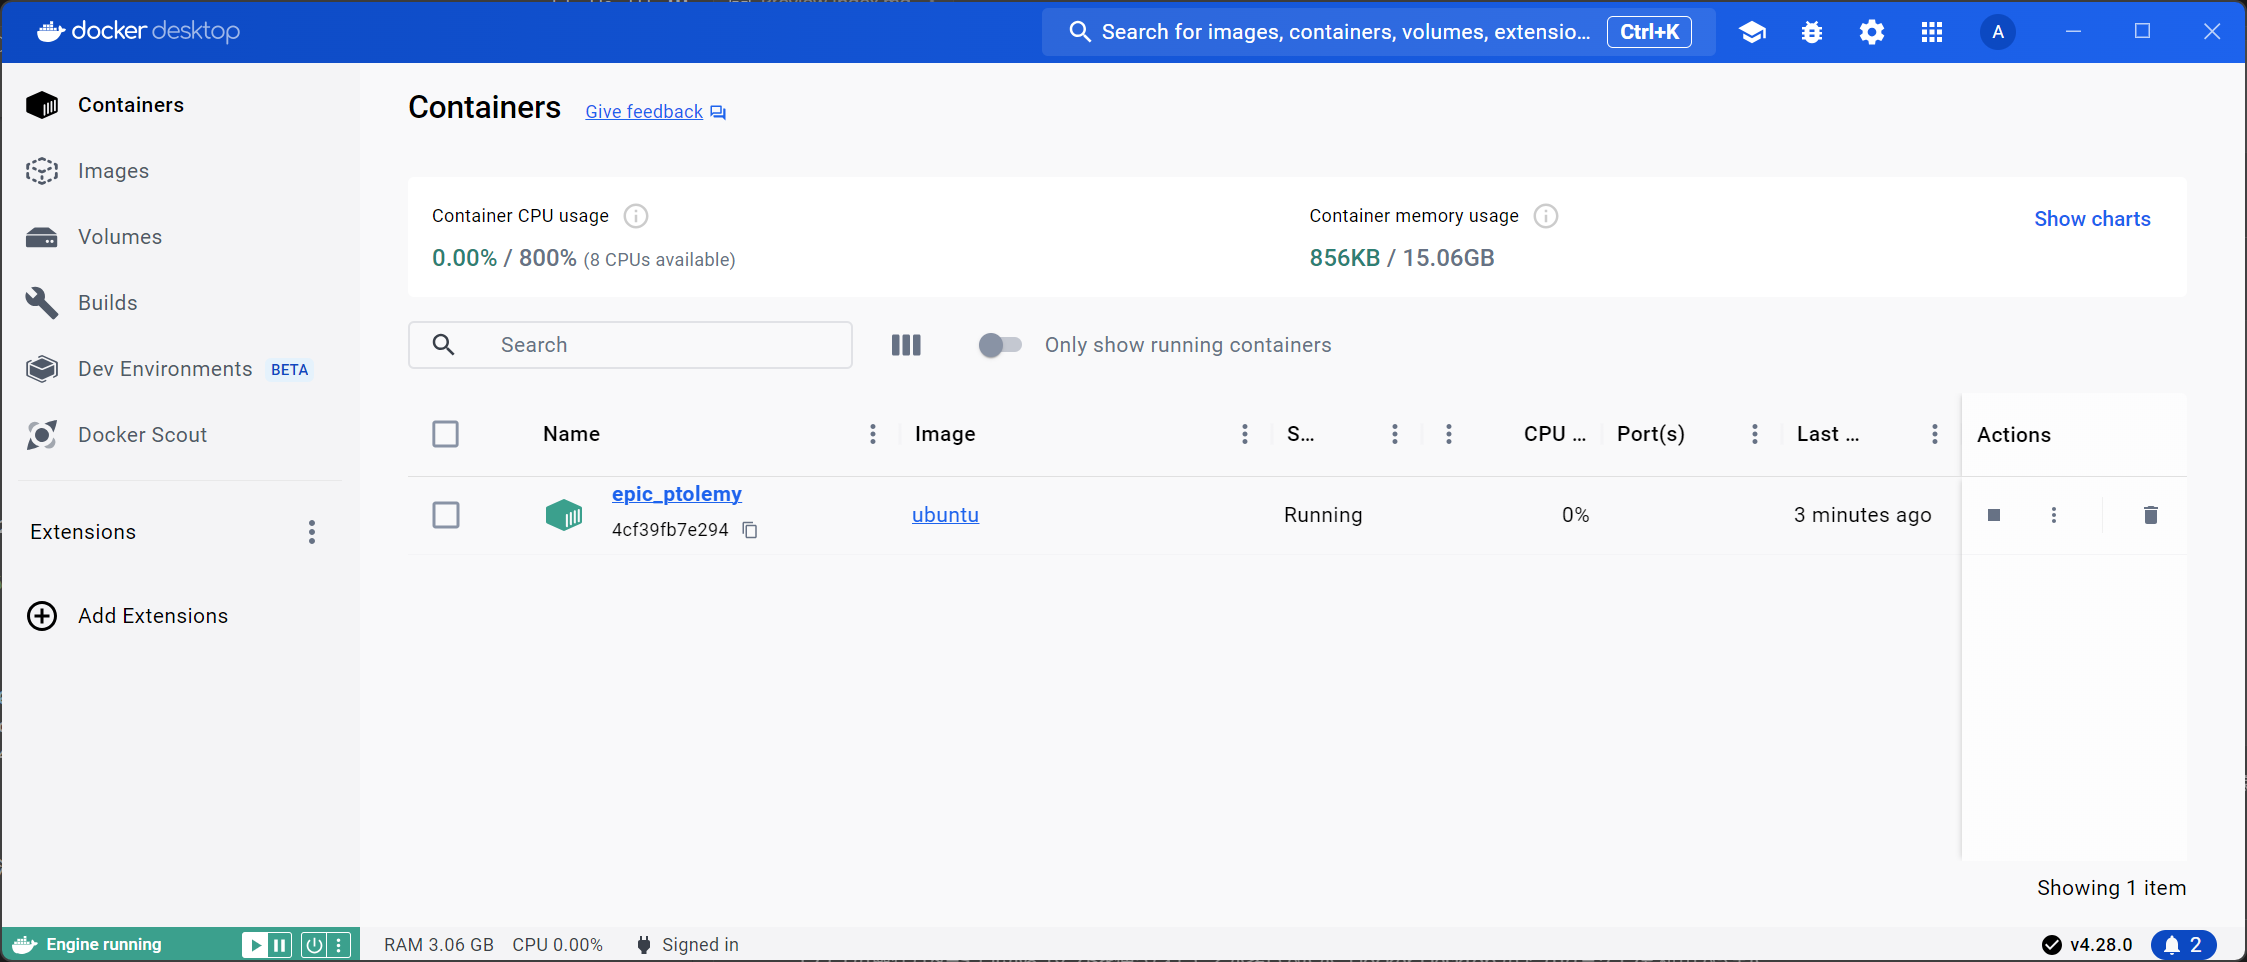 docker desktop
Search for images, containers, volumes, extensio... Ctrl+K
A
Containers
Images
Volumes
Builds
Dev Environments BETA
Docker Scout
Extensions
Add Extensions
Containers Give feedback
Container CPU usage
0.00% / 800% (8 CPUs available)
Container memory usage
856KB / 15.06GB
Show charts
Search
Only show running containers
Name Image S... CPU ... Port(s) Last ... Actions
epic_ptolemy
4cf39fb7e294
ubuntu
Running
0%
3 minutes ago
Showing 1 item
Engine running
RAM 3.06 GB CPU 0.00% Signed in
v4.28.0 2